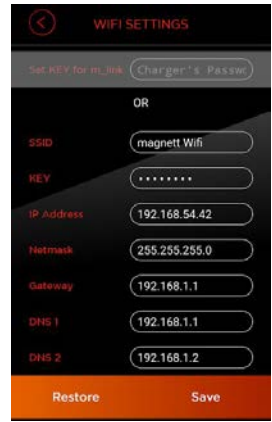 WIFI SETTINGS
Set KEY for m_link Charger's Passwc
OR
SSID magnett Wifi
KEY ········
IP Address 192.168.54.42
Netmask 255.255.255.0
Gateway 192.168.1.1
DNS 1 192.168.1.1
DNS 2 192.168.1.2
Restore Save